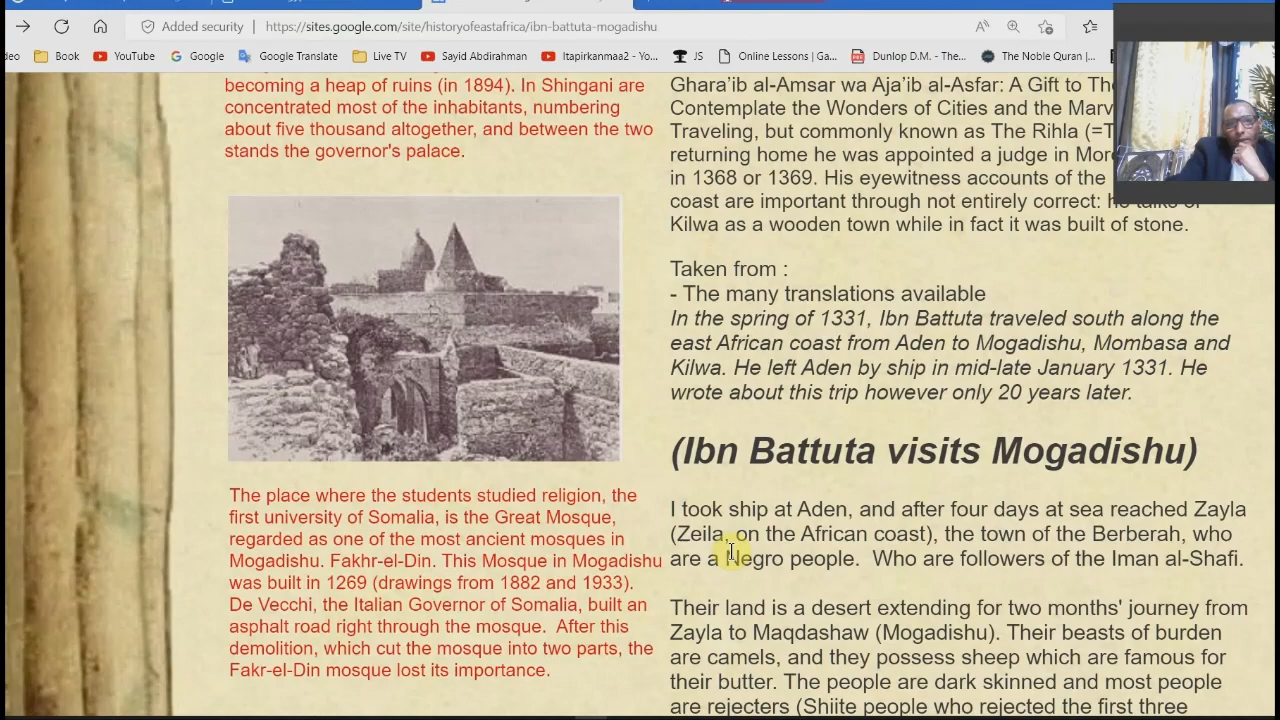 Added security
https://sites.google.com/site/historyofeastafrica/ibn-battuta-mogadishu
deo
Book
YouTube
Google
Google Translate
Live TV
Sayid Abdirahman
Itapirkanmaa2 - Yo...
JS
Online Lessons | Ga...
Dunlop D.M. - The...
The Noble Quran |...
becoming a heap of ruins (in 1894). In Shingani are
concentrated most of the inhabitants, numbering
about five thousand altogether, and between the two
stands the governor's palace.
The place where the students studied religion, the
first university of Somalia, is the Great Mosque,
regarded as one of the most ancient mosques in
Mogadishu. Fakhr-el-Din. This Mosque in Mogadishu
was built in 1269 (drawings from 1882 and 1933).
De Vecchi, the Italian Governor of Somalia, built an
asphalt road right through the mosque. After this
demolition, which cut the mosque into two parts, the
Fakr-el-Din mosque lost its importance.
Ghara'ib al-Amsar wa Aja'ib al-Asfar: A Gift to
Contemplate the Wonders of Cities and the
Traveling, but commonly known as The Rihla
returning home he was appointed a judge in
in 1368 or 1369. His eyewitness accounts of the
coast are important through not entirely correct: he talks of
Kilwa as a wooden town while in fact it was built of stone.
Taken from :
- The many translations available
In the spring of 1331, Ibn Battuta traveled south along the
east African coast from Aden to Mogadishu, Mombasa and
Kilwa. He left Aden by ship in mid-late January 1331. He
wrote about this trip however only 20 years later.
(Ibn Battuta visits Mogadishu)
I took ship at Aden, and after four days at sea reached Zayla
(Zeila, on the African coast), the town of the Berberah, who
are a Negro people. Who are followers of the Iman al-Shafi.
Their land is a desert extending for two months' journey from
Zayla to Maqdashaw (Mogadishu). Their beasts of burden
are camels, and they possess sheep which are famous for
their butter. The people are dark skinned and most people
are rejecters (Shiite people who rejected the first three